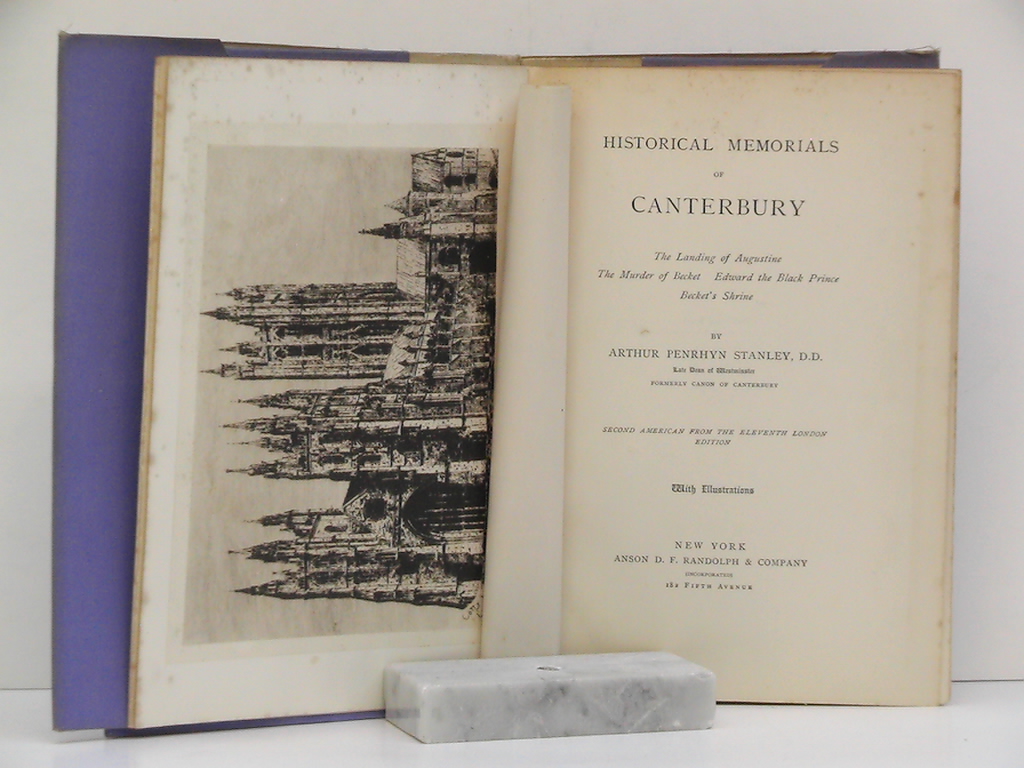 HISTORICAL MEMORIALS
OF
CANTERBURY
The Landing of Augustine
The Murder of Becket Edward the Black Prince
Becket's Shrine
BY
ARTHUR PENRHYN STANLEY, D.D.
Late Dean of Westminster
FORMERLY CANON OF CANTERBURY
SECOND AMERICAN FROM THE ELEVENTH LONDON
EDITION
With Illustrations
NEW YORK
ANSON D. F. RANDOLPH & COMPANY
(INCORPORATED)
182 FIFTH AVENUE